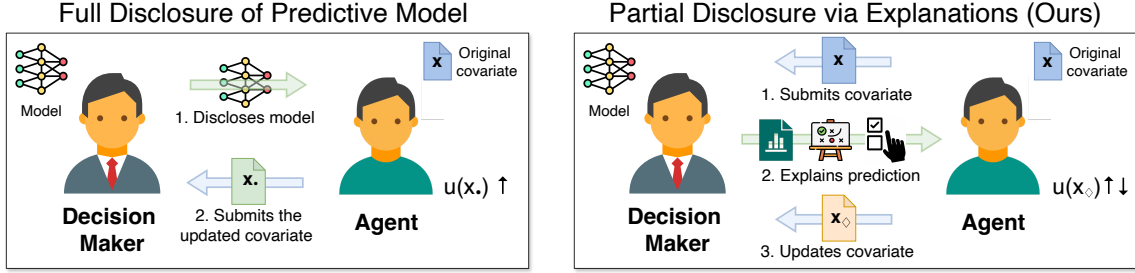 Full Disclosure of Predictive Model
Model
1. Discloses model
x
Original
covariate
x•
2. Submits the
updated covariate
u(x•) ↑
Decision
Maker
Agent
Partial Disclosure via Explanations (Ours)
Model
x
1. Submits covariate
x
Original
covariate
2. Explains prediction
x◇
3. Updates covariate
u(x◇)↑↓
Decision
Maker
Agent